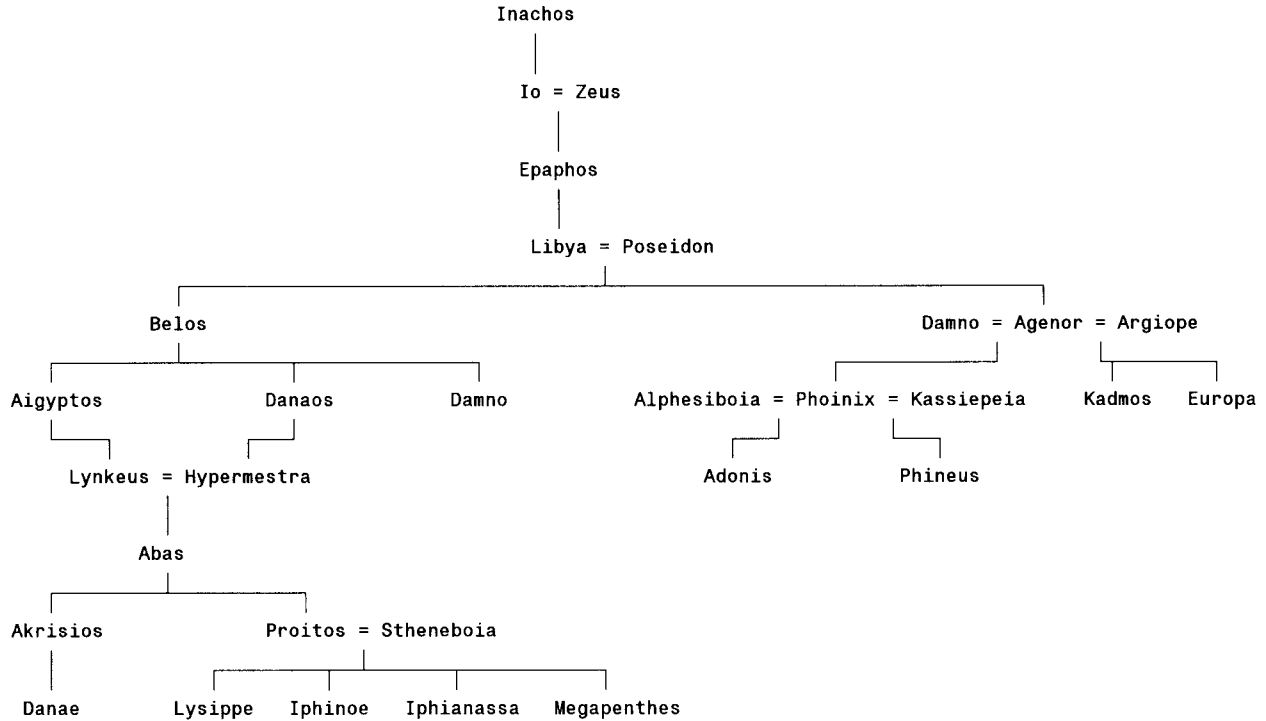 Inachos
Io = Zeus
Epaphos
Libya = Poseidon
Belos Damno = Agenor = Argiope
Aigyptos Danaos Damno Alphesiboia = Phoinix = Kassiepeia Kadmos Europa
Lynkeus = Hypermestra Adonis Phineus
Abas
Akrisios Proitos = Stheneboia
Danae Lysippe Iphinoe Iphianassa Megapenthes